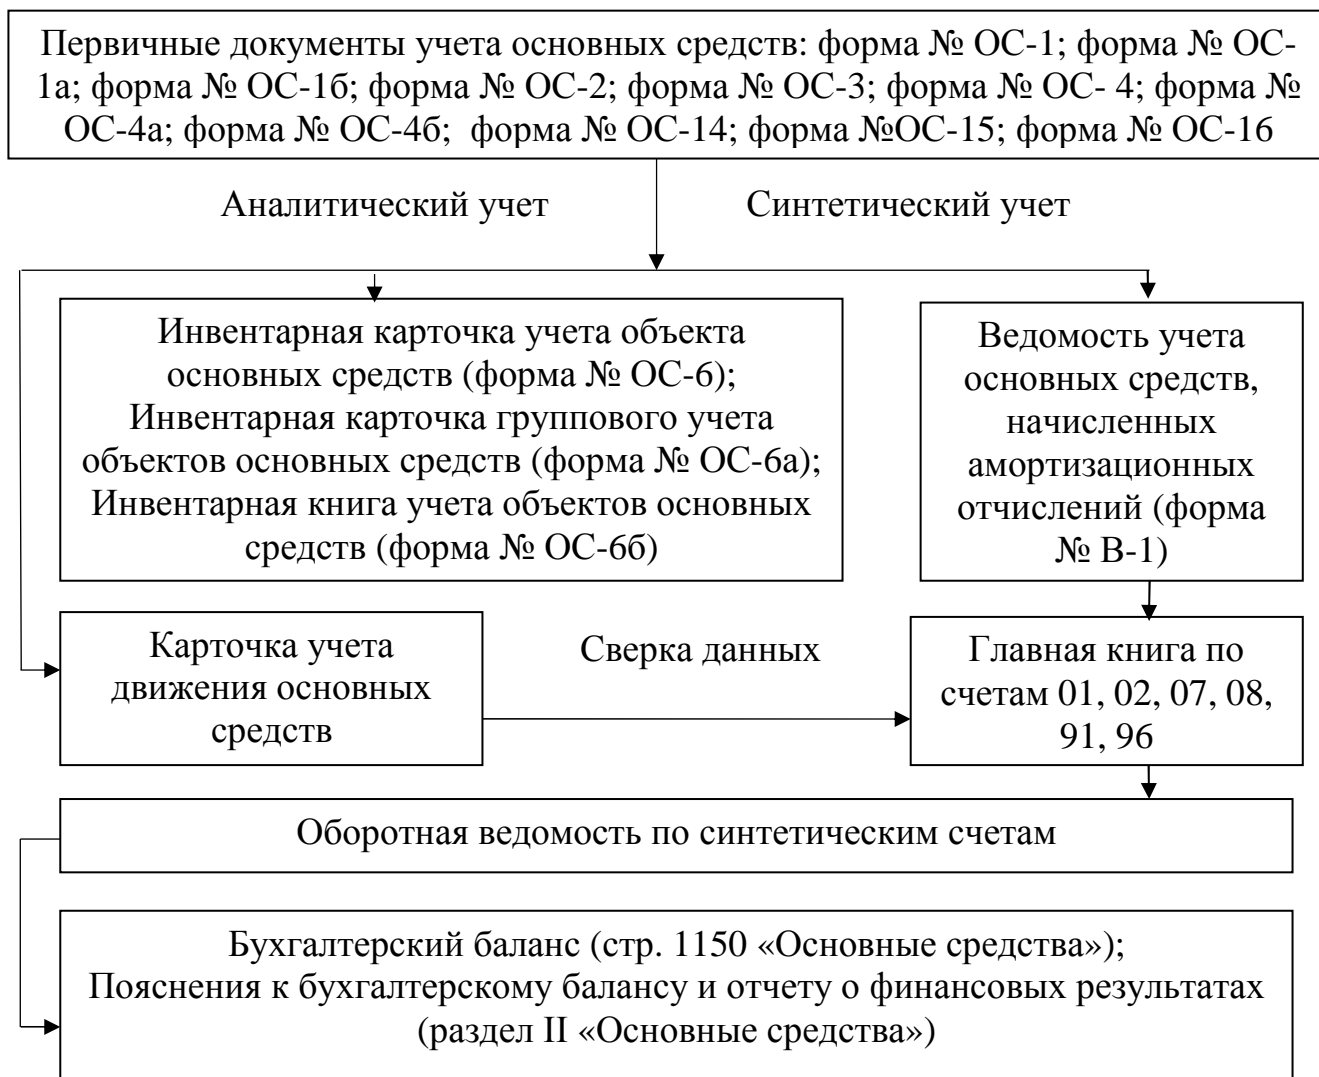 Первичные документы учета основных средств: форма № ОС-1; форма № ОС-
1а; форма № ОС-1б; форма № ОС-2; форма № ОС-3; форма № ОС- 4; форма №
ОС-4а; форма № ОС-4б;  форма № ОС-14; форма №ОС-15; форма № ОС-16
Аналитический учет
Синтетический учет
Инвентарная карточка учета объекта
основных средств (форма № ОС-6);
Инвентарная карточка группового учета
объектов основных средств (форма № ОС-6а);
Инвентарная книга учета объектов основных
средств (форма № ОС-6б)
Ведомость учета
основных средств,
начисленных
амортизационных
отчислений (форма
№ В-1)
Карточка учета
движения основных
средств
Сверка данных
Главная книга по
счетам 01, 02, 07, 08,
91, 96
Оборотная ведомость по синтетическим счетам
Бухгалтерский баланс (стр. 1150 «Основные средства»);
Пояснения к бухгалтерскому балансу и отчету о финансовых результатах
(раздел II «Основные средства»)